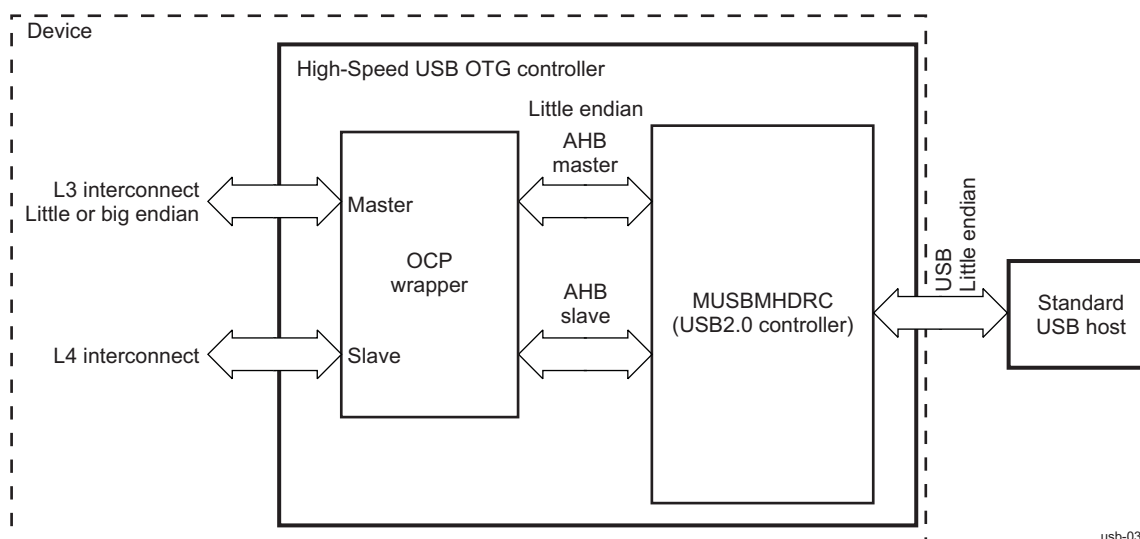 Device
High-Speed USB OTG controller
Little endian
AHB
master
L3 interconnect
Little or big endian
Master
OCP
wrapper
AHB
slave
MUSBMHDRC
(USB2.0 controller)
USB
Little endian
Standard
USB host
L4 interconnect
Slave